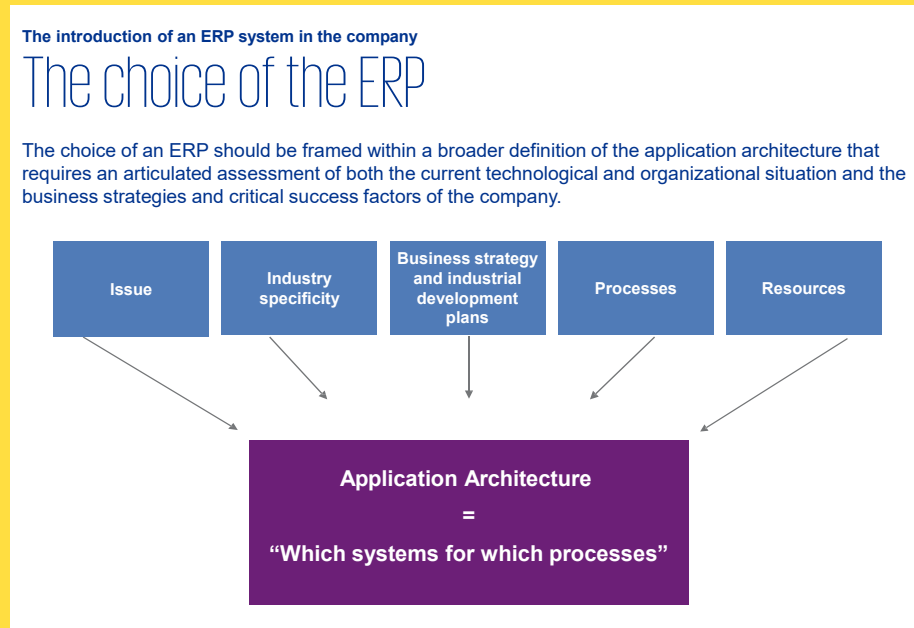 The introduction of an ERP system in the company
The choice of the ERP
The choice of an ERP should be framed within a broader definition of the application architecture that
requires an articulated assessment of both the current technological and organizational situation and the
business strategies and critical success factors of the company.
Issue
Industry
specificity
Business strategy
and industrial
development
plans
Processes
Resources
Application Architecture
=
“Which systems for which processes”